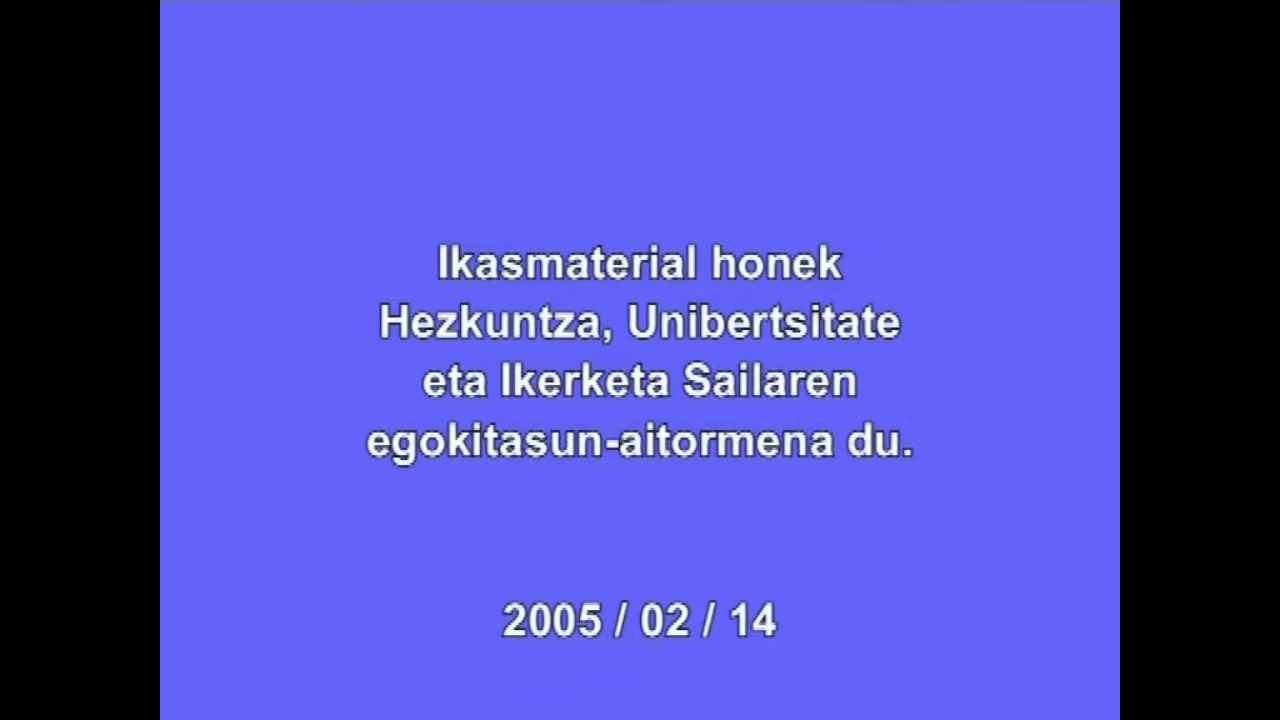 Ikasmaterial honek
Hezkuntza, Unibertsitate
eta Ikerketa Sailaren
egokitasun-aitormena du.
2005 / 02 / 14